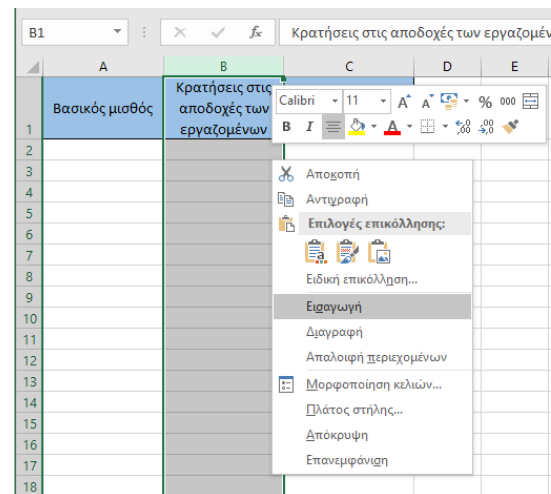 B1
fx
Κρατήσεις στις αποδοχές των εργαζομέν
A B C D E
Βασικός μισθός
Κρατήσεις στις
αποδοχές των
εργαζομένων
Calibri 11 A A % 000
B I A
1
2
3
4
5
6
7
8
9
10
11
12
13
14
15
16
17
18
Αποκοπή
Αντιγραφή
Επιλογές επικόλλησης:
Ειδική επικόλληση...
Εισαγωγή
Διαγραφή
Απαλοιφή περιεχομένων
Μορφοποίηση κελιών...
Πλάτος στήλης...
Απόκρυψη
Επανεμφάνιση